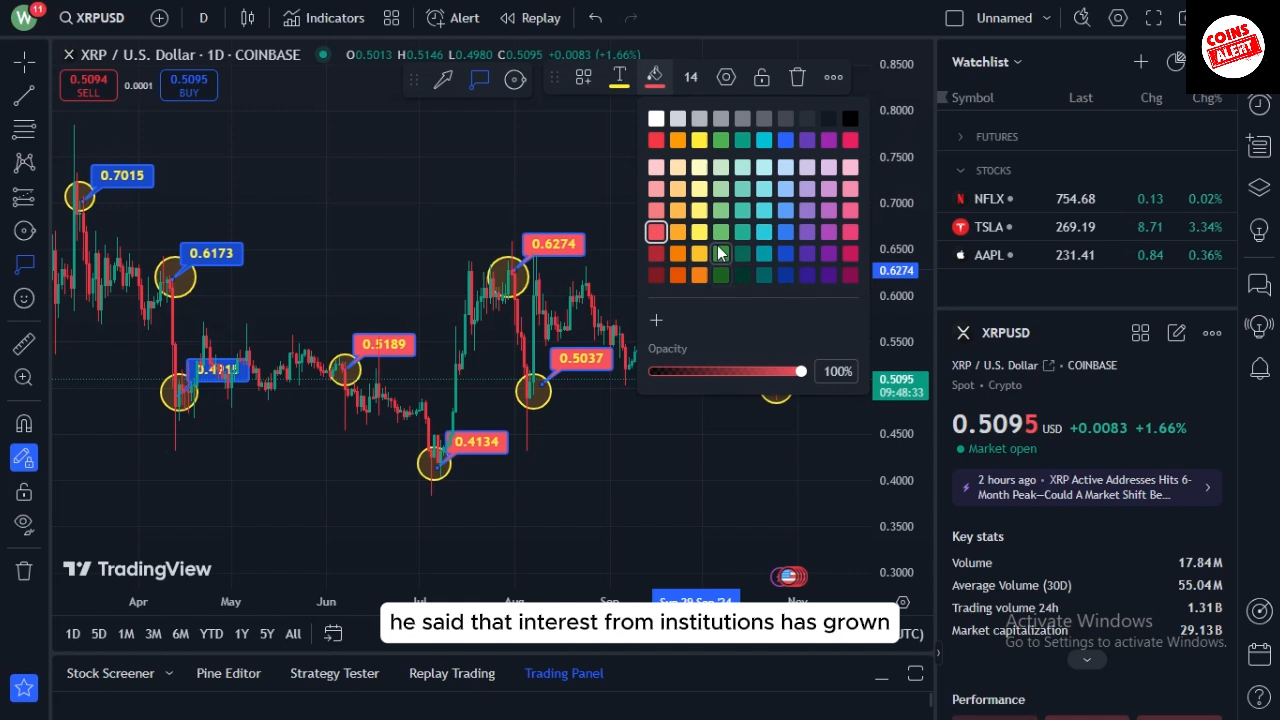 W 11 XRPUSD D Indicators Alert Replay Unnamed
COINS
ALERT
XRP / U.S. Dollar · 1D · COINBASE O0.5013 H0.5146 L0.4980 C0.5095 +0.0083 (+1.66%)
0.5094
SELL
0.0001
0.5095
BUY
14
0.8500
0.8000
0.7500
0.7000
0.6500
0.6274
0.6000
0.5500
0.5095
09:48:33
0.4500
0.4000
0.3500
0.3000
0.7015
0.6173
0.4915
0.5189
0.4134
0.6274
0.5037
Opacity
100%
TradingView
Apr May Jun Jul Aug Sep Sun 29 Sep '24 Nov
he said that interest from institutions has grown
1D 5D 1M 3M 6M YTD 1Y 5Y All UTC)
Stock Screener Pine Editor Strategy Tester Replay Trading Trading Panel
Watchlist
Symbol Last Chg Chg%
FUTURES
STOCKS
NFLX 754.68 0.13 0.02%
TSLA 269.19 8.71 3.34%
AAPL 231.41 0.84 0.36%
XRPUSD
XRP / U.S. Dollar · COINBASE
Spot · Crypto
0.5095 USD +0.0083 +1.66%
Market open
2 hours ago · XRP Active Addresses Hits 6-
Month Peak—Could A Market Shift Be...
Key stats
Volume 17.84M
Average Volume (30D) 55.04M
Trading volume 24h 1.31B
Market capitalization 29.13B
Activate Windows
Go to Settings to activate Windows.
Performance